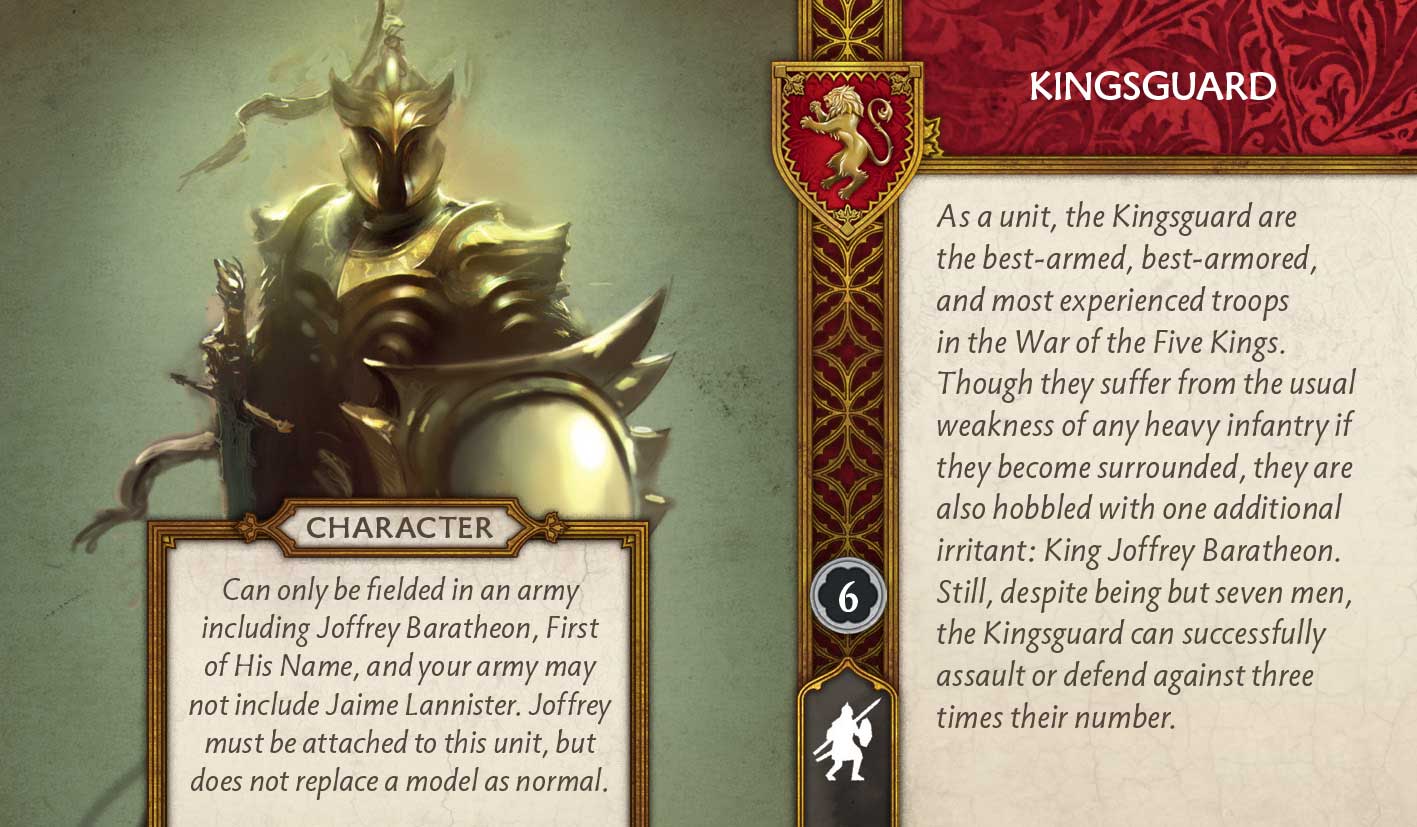 CHARACTER
Can only be fielded in an army
including Joffrey Baratheon, First
of His Name, and your army may
not include Jaime Lannister. Joffrey
must be attached to this unit, but
does not replace a model as normal.
6
KINGSGUARD
As a unit, the Kingsguard are
the best-armed, best-armored,
and most experienced troops
in the War of the Five Kings.
Though they suffer from the usual
weakness of any heavy infantry if
they become surrounded, they are
also hobbled with one additional
irritant: King Joffrey Baratheon.
Still, despite being but seven men,
the Kingsguard can successfully
assault or defend against three
times their number.